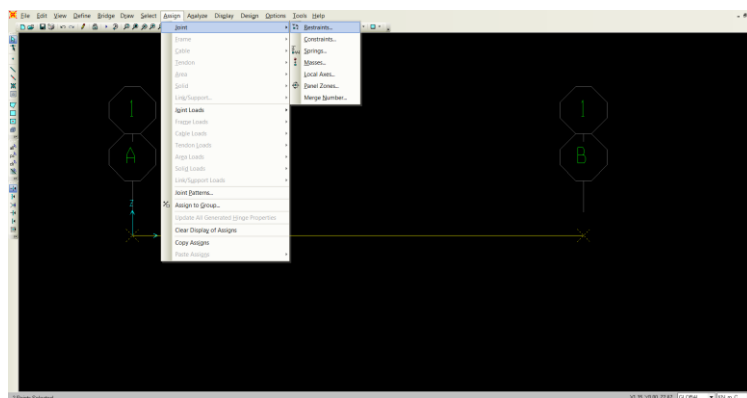 File Edit View Define Bridge Draw Select Assign Analyze Display Design Options Tools Help
Joint
Frame
Cable
Tendon
Area
Solid
Link/Support...
Joint Loads
Frame Loads
Cable Loads
Tendon Loads
Area Loads
Solid Loads
Link/Support Loads
Joint Patterns...
Assign to Group...
Update All Generated Hinge Properties
Clear Display of Assigns
Copy Assigns
Paste Assigns
Restraints...
Constraints...
Springs...
Masses...
Local Axes...
Panel Zones...
Merge Number...
1
A
Z
1
B
GLOBAL